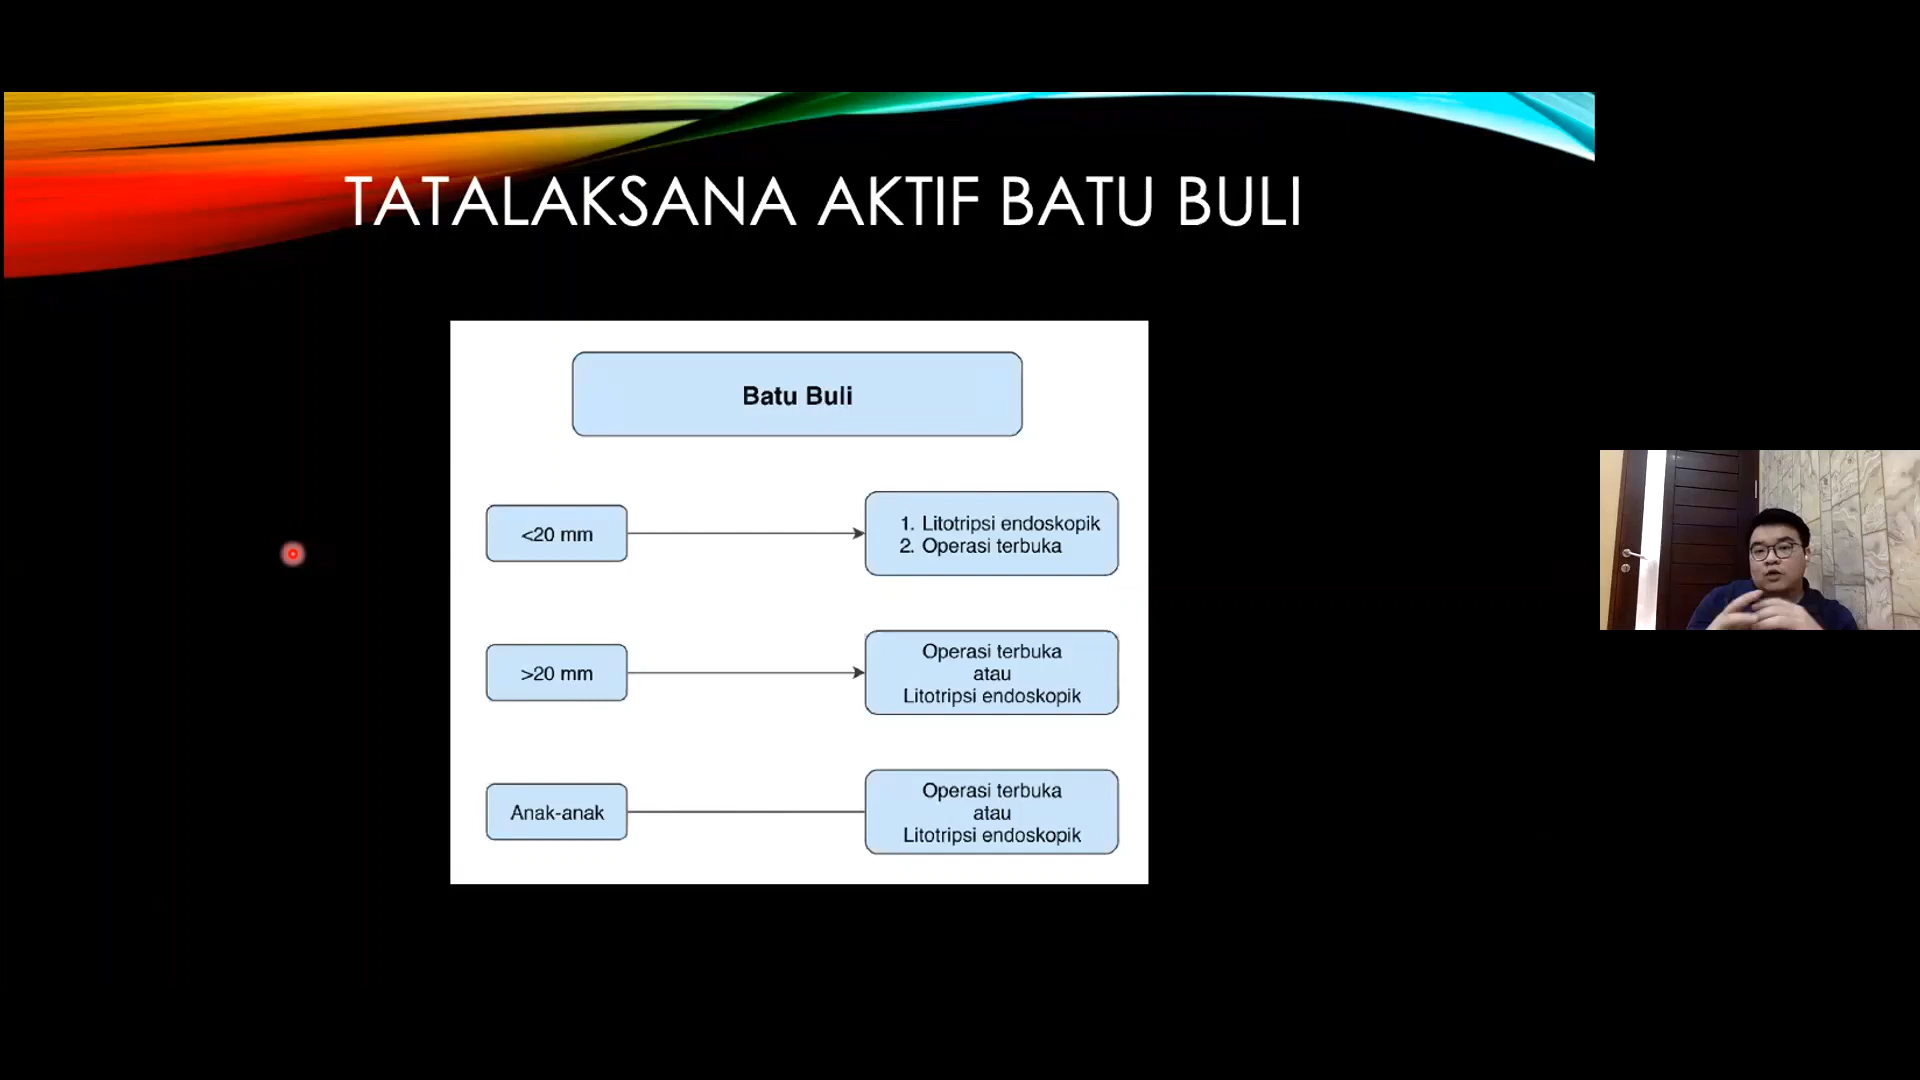 TATALAKSANA AKTIF BATU BULI
Batu Buli
<20 mm
1. Litotripsi endoskopik
2. Operasi terbuka
>20 mm
Operasi terbuka
atau
Litotripsi endoskopik
Anak-anak
Operasi terbuka
atau
Litotripsi endoskopik